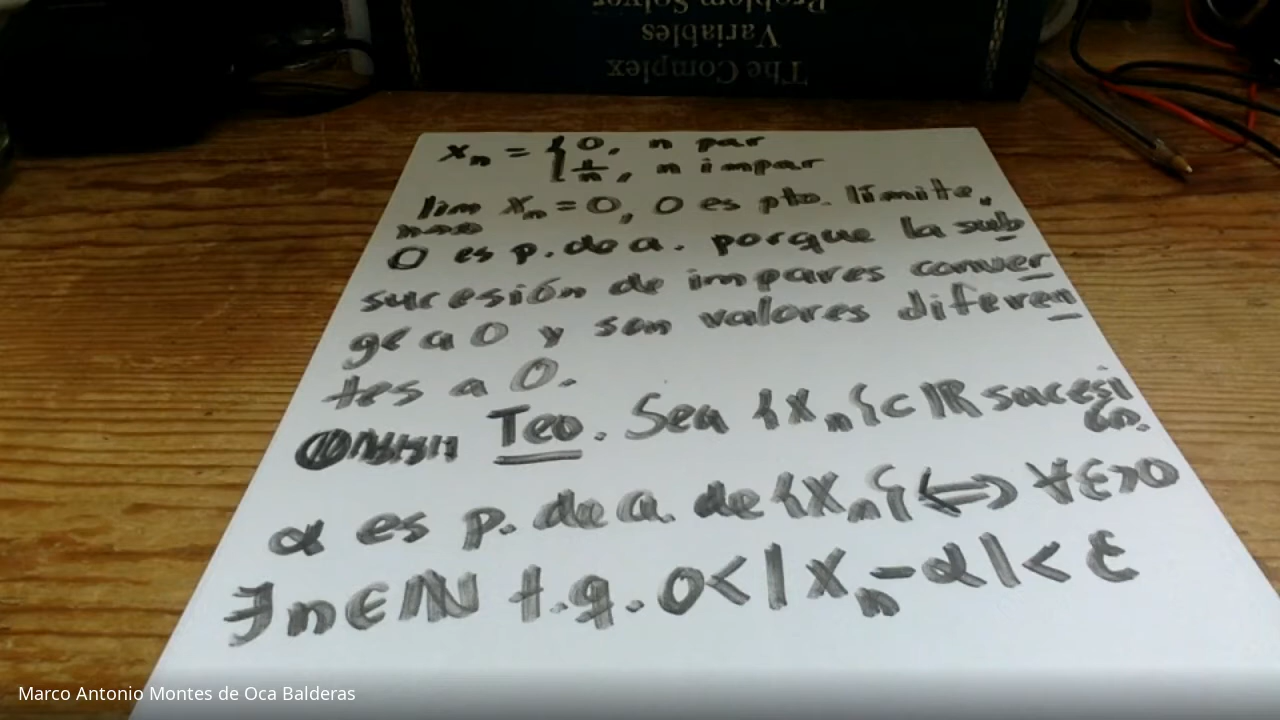 The Complex
Variables
Problem Solver
xₙ = { 0, n par
1/n, n impar
lim xₙ = 0, 0 es pto. límite,
n→∞
0 es p. de a. porque la sub
sucesión de impares conver
ge a 0 y son valores diferen
tes a 0.
Teo. Sea {xₙ} ⊂ ℝ sucesi
ón.
α es p. de a. de {xₙ} ⟺ ∀ε>0
∃n∈ℕ t.q. 0<|xₙ-α|<ε
Marco Antonio Montes de Oca Balderas